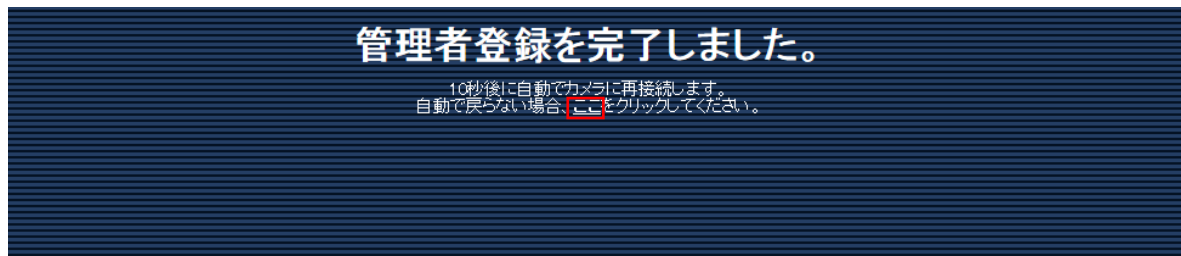 管理者登録を完了しました。
10秒後に自動でカメラに再接続します。
自動で戻らない場合、ここをクリックしてください。